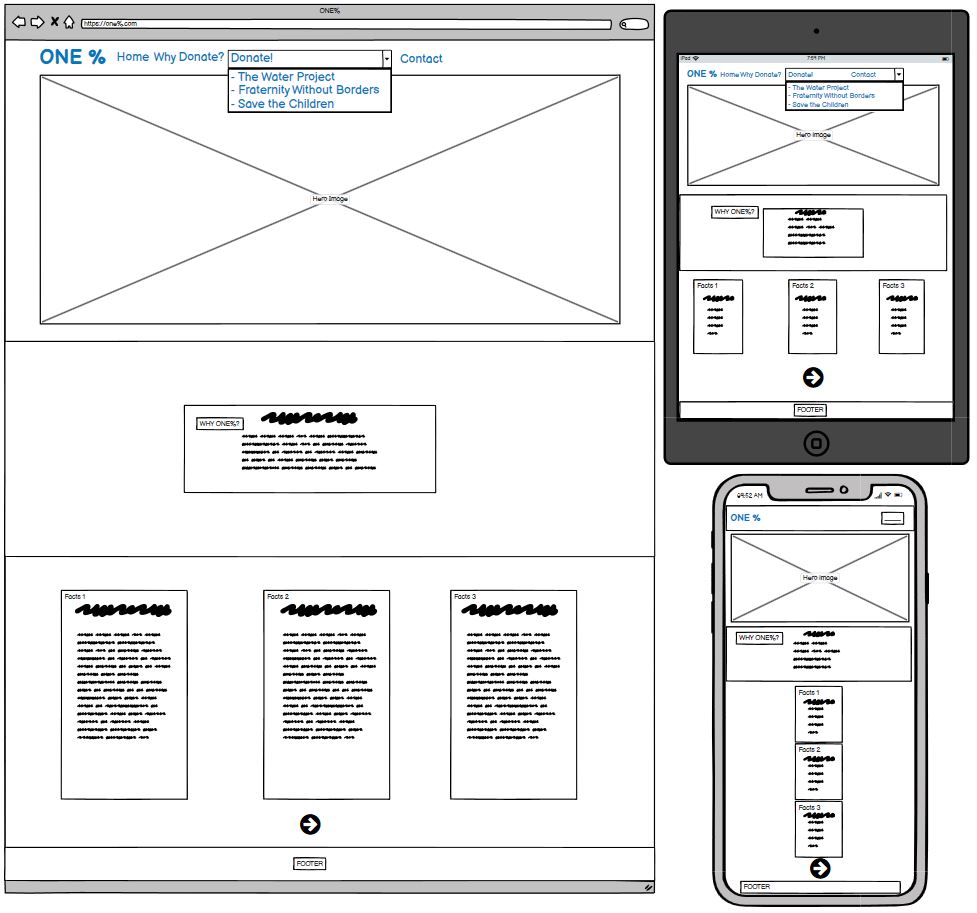 ONE%
https://one%.com
ONE % Home Why Donate? Donate! Contact
- The Water Project
- Fraternity Without Borders
- Save the Children
Hero Image
WHY ONE%?
Facts 1 Facts 2 Facts 3
FOOTER
iPod 7:59 PM
ONE % Home Why Donate? Donate! Contact
- The Water Project
- Fraternity Without Borders
- Save the Children
Hero Image
WHY ONE%?
Facts 1 Facts 2 Facts 3
FOOTER
09:52 AM
ONE %
Hero Image
WHY ONE%?
Facts 1
Facts 2
Facts 3
FOOTER